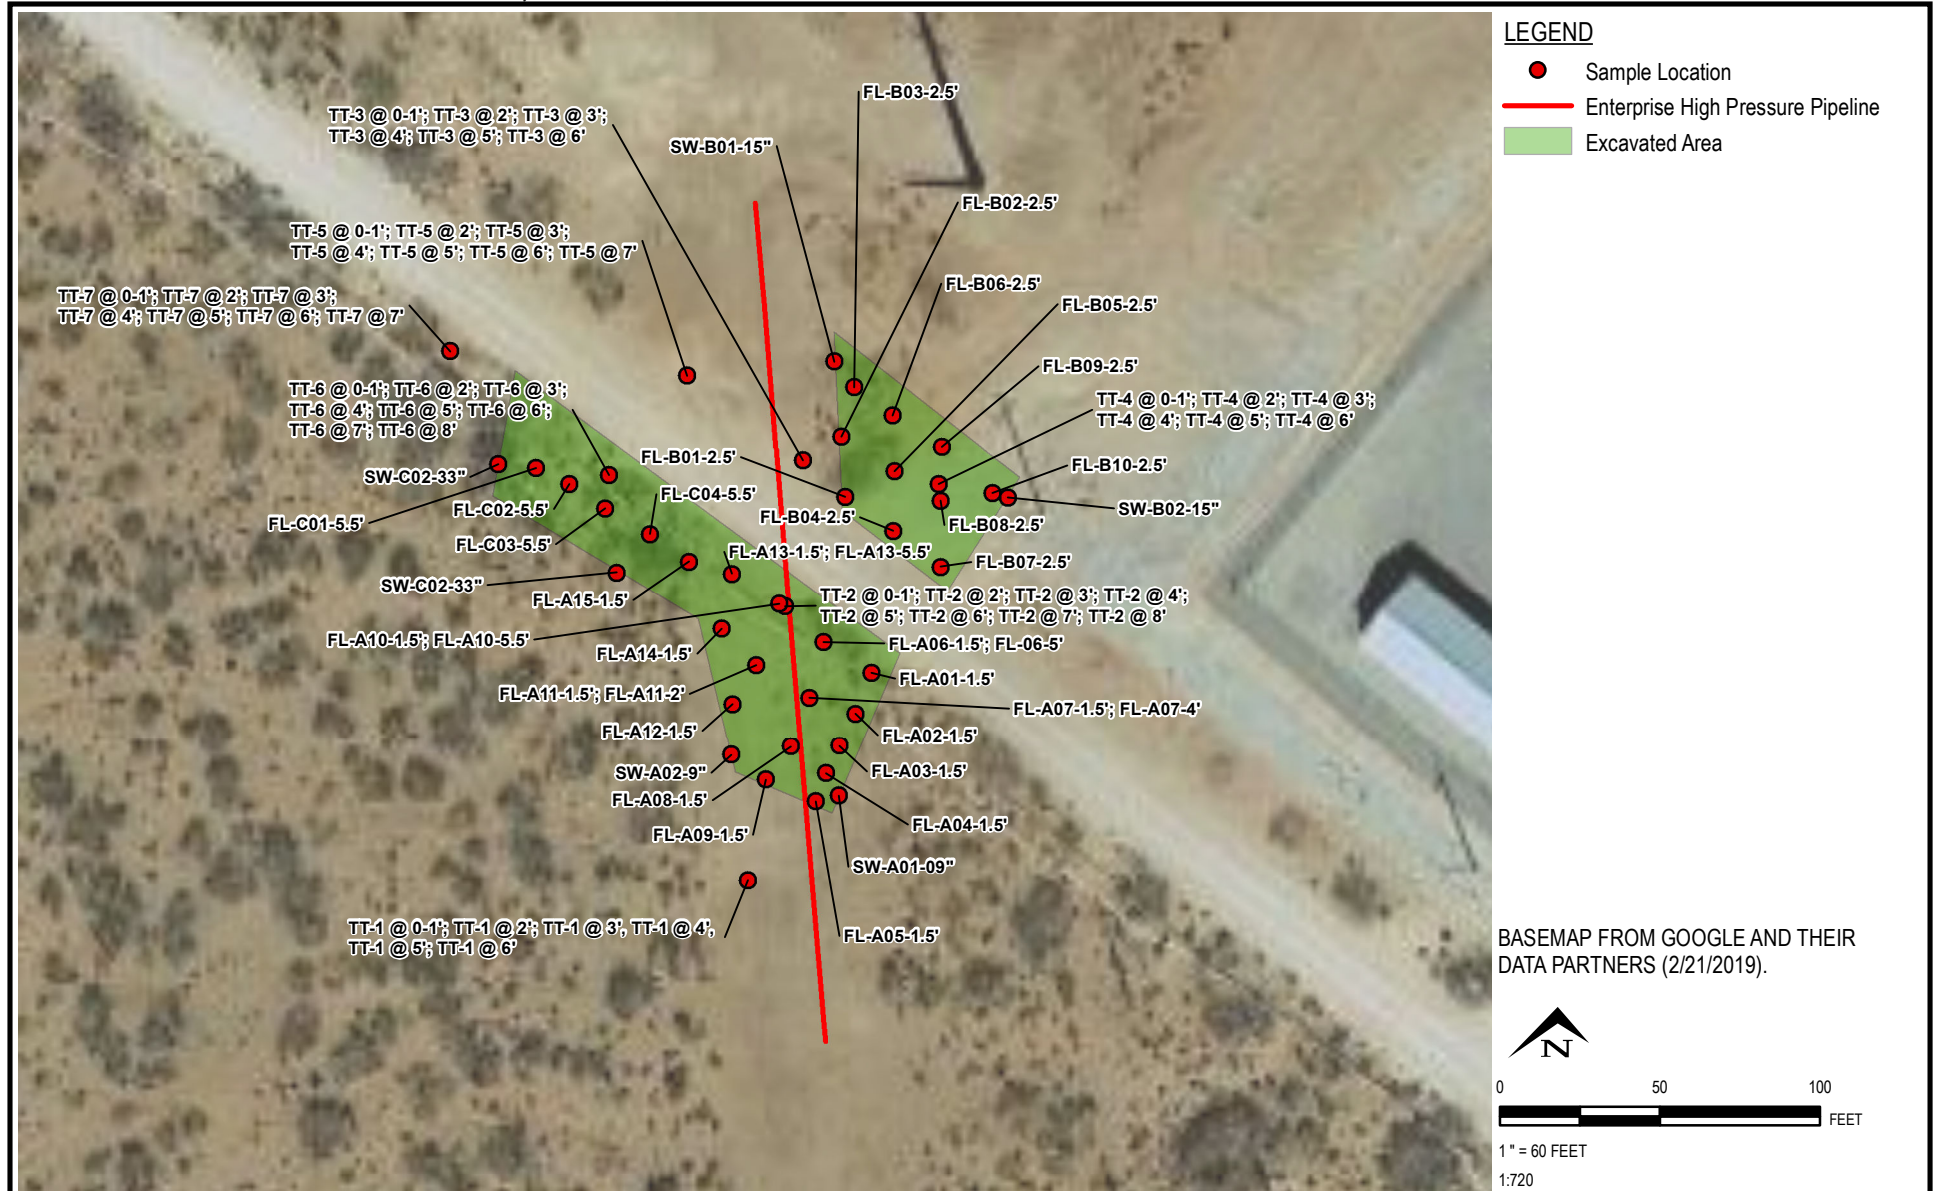 LEGEND
Sample Location
Enterprise High Pressure Pipeline
Excavated Area
FL-B03-2.5'
TT-3 @ 0-1'; TT-3 @ 2'; TT-3 @ 3';
TT-3 @ 4'; TT-3 @ 5'; TT-3 @ 6'
SW-B01-15"
FL-B02-2.5'
TT-5 @ 0-1'; TT-5 @ 2'; TT-5 @ 3';
TT-5 @ 4'; TT-5 @ 5'; TT-5 @ 6'; TT-5 @ 7'
FL-B06-2.5'
TT-7 @ 0-1'; TT-7 @ 2'; TT-7 @ 3';
TT-7 @ 4'; TT-7 @ 5'; TT-7 @ 6'; TT-7 @ 7'
FL-B05-2.5'
FL-B09-2.5'
TT-6 @ 0-1'; TT-6 @ 2'; TT-6 @ 3';
TT-6 @ 4'; TT-6 @ 5'; TT-6 @ 6';
TT-6 @ 7'; TT-6 @ 8'
TT-4 @ 0-1'; TT-4 @ 2'; TT-4 @ 3';
TT-4 @ 4'; TT-4 @ 5'; TT-4 @ 6'
FL-B01-2.5'
FL-B10-2.5'
SW-C02-33"
FL-C04-5.5'
FL-C02-5.5'
SW-B02-15"
FL-C01-5.5'
FL-B04-2.5'
FL-B08-2.5'
FL-C03-5.5'
FL-A13-1.5'; FL-A13-5.5'
FL-B07-2.5'
SW-C02-33"
FL-A15-1.5'
TT-2 @ 0-1'; TT-2 @ 2'; TT-2 @ 3'; TT-2 @ 4';
TT-2 @ 5'; TT-2 @ 6'; TT-2 @ 7'; TT-2 @ 8'
FL-A10-1.5'; FL-A10-5.5'
FL-A06-1.5'; FL-06-5'
FL-A14-1.5'
FL-A01-1.5'
FL-A11-1.5'; FL-A11-2'
FL-A07-1.5'; FL-A07-4'
FL-A12-1.5'
FL-A02-1.5'
SW-A02-9"
FL-A03-1.5'
FL-A08-1.5'
FL-A04-1.5'
FL-A09-1.5'
SW-A01-09"
TT-1 @ 0-1'; TT-1 @ 2'; TT-1 @ 3', TT-1 @ 4',
TT-1 @ 5'; TT-1 @ 6'
FL-A05-1.5'
BASEMAP FROM GOOGLE AND THEIR
DATA PARTNERS (2/21/2019).
N
0 50 100
FEET
1 " = 60 FEET
1:720